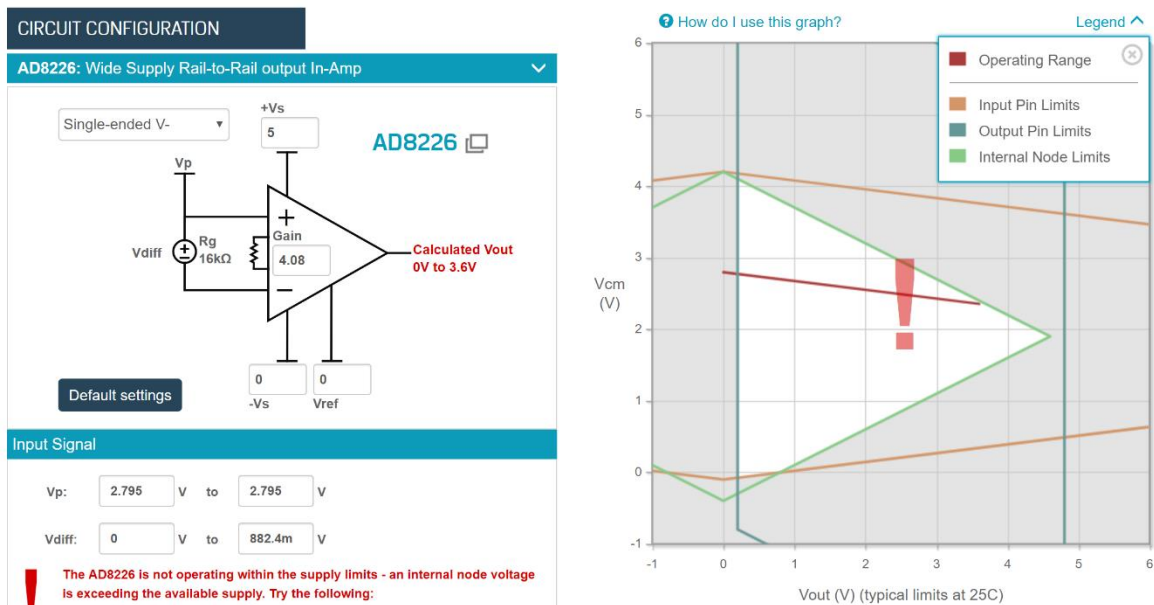 CIRCUIT CONFIGURATION
AD8226: Wide Supply Rail-to-Rail output In-Amp
Single-ended V-
+Vs
5
AD8226
Vp
Vdiff
Rg
16kΩ
+
Gain
4.08
−
Calculated Vout
0V to 3.6V
0
0
-Vs
Vref
Default settings
Input Signal
Vp: 2.795 V to 2.795 V
Vdiff: 0 V to 882.4m V
! The AD8226 is not operating within the supply limits - an internal node voltage
is exceeding the available supply. Try the following:
? How do I use this graph?
Legend
Operating Range
Input Pin Limits
Output Pin Limits
Internal Node Limits
6
5
4
3
2
1
0
-1
Vcm
(V)
!
-1 0 1 2 3 4 5 6
Vout (V) (typical limits at 25C)